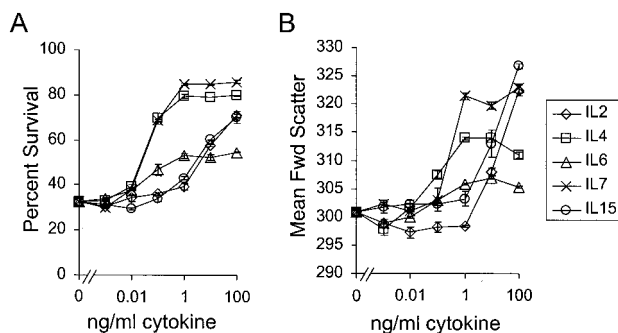 A
Percent Survival
100
80
60
40
20
0
0
0.01
1
100
ng/ml cytokine
B
Mean Fwd Scatter
330
325
320
315
310
305
300
295
290
0
0.01
1
100
ng/ml cytokine
IL2
IL4
IL6
IL7
IL15